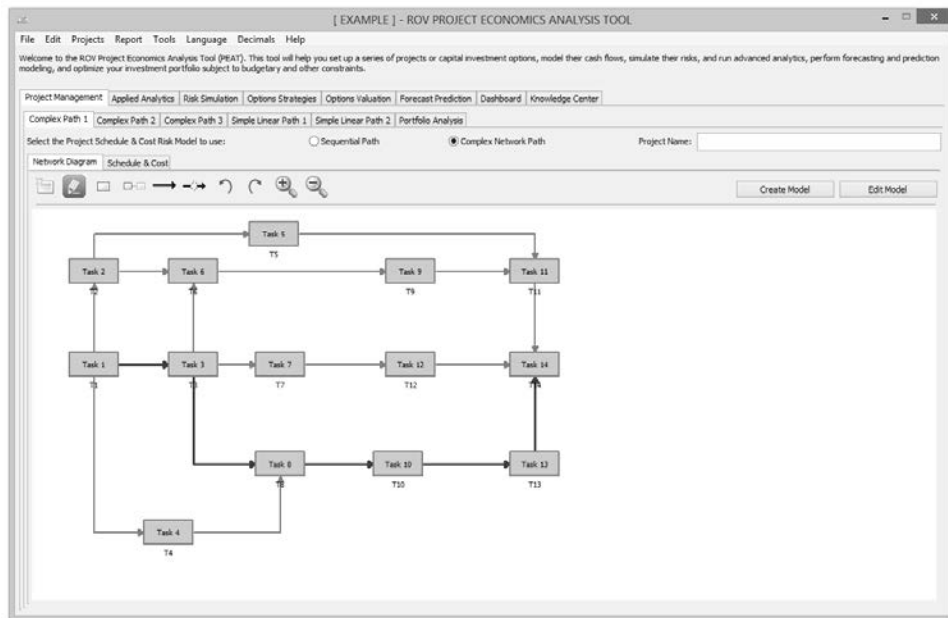 [ EXAMPLE ] - ROV PROJECT ECONOMICS ANALYSIS TOOL
File Edit Projects Report Tools Language Decimals Help
Welcome to the ROV Project Economics Analysis Tool (PEAT). This tool will help you set up a series of projects or capital investment options, model their cash flows, simulate their risks, and run advanced analytics, perform forecasting and prediction
modeling, and optimize your investment portfolio subject to budgetary and other constraints.
Project Management Applied Analytics Risk Simulation Options Strategies Options Valuation Forecast Prediction Dashboard Knowledge Center
Complex Path 1 Complex Path 2 Complex Path 3 Simple Linear Path 1 Simple Linear Path 2 Portfolio Analysis
Select the Project Schedule & Cost Risk Model to use: Sequential Path Complex Network Path Project Name:
Network Diagram Schedule & Cost
Create Model Edit Model
Task 5
T5
Task 2 Task 6 Task 9 Task 11
T2 T6 T9 T11
Task 1 Task 3 Task 7 Task 12 Task 14
T1 T3 T7 T12 T14
Task 8 Task 10 Task 13
T8 T10 T13
Task 4
T4